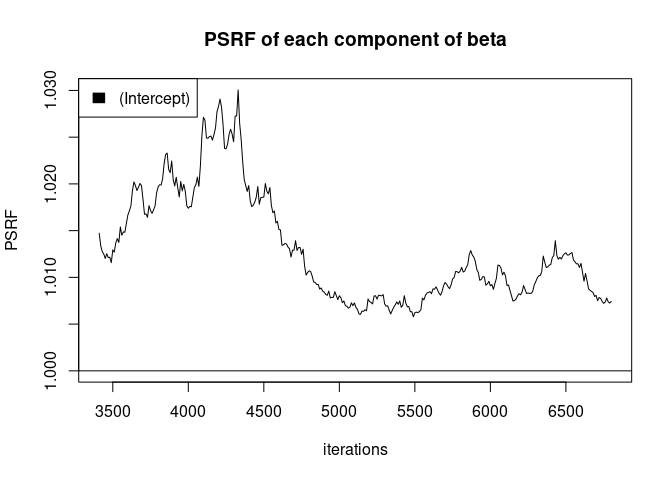 PSRF of each component of beta
(Intercept)
PSRF
1.030
1.020
1.010
1.000
3500 4000 4500 5000 5500 6000 6500
iterations